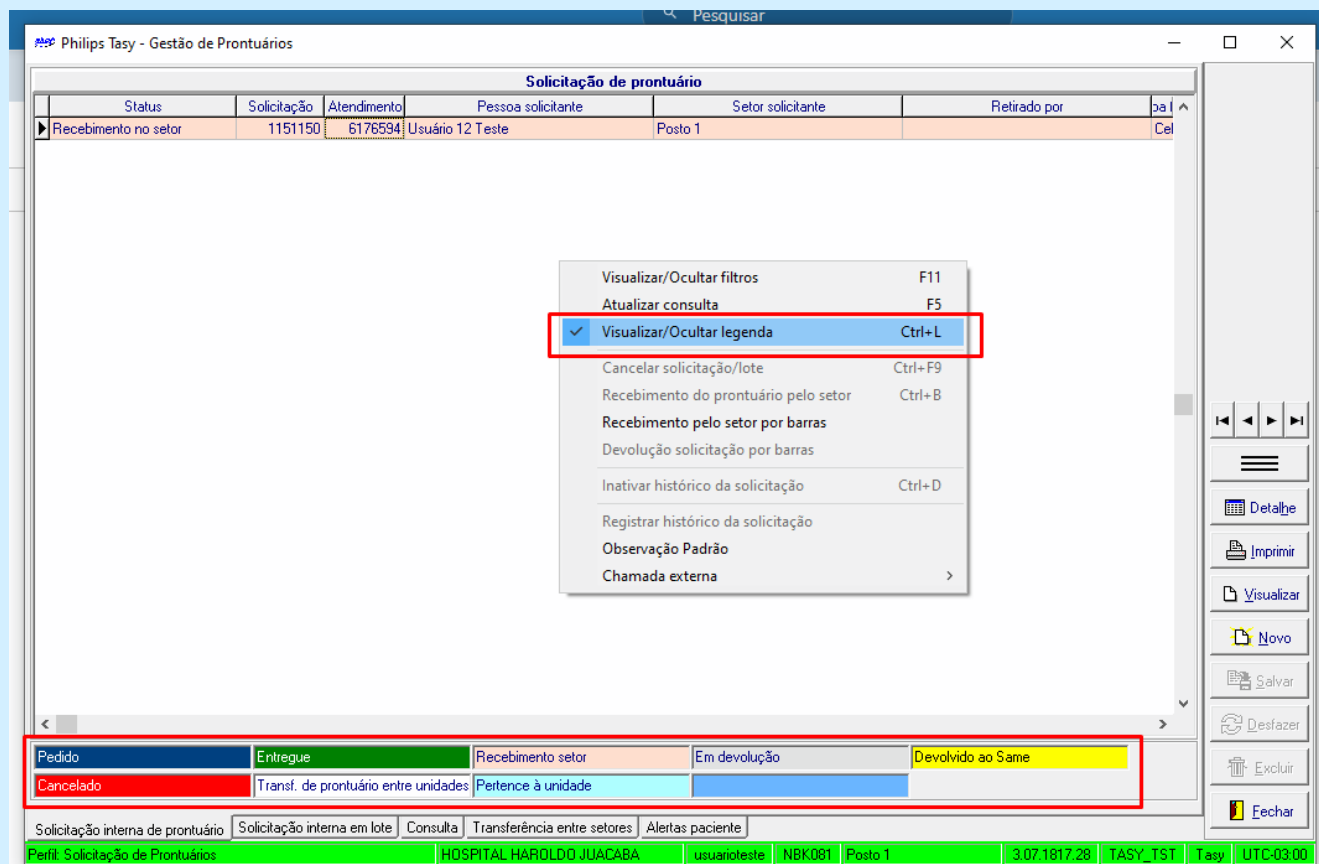 Pesquisar
Philips Tasy - Gestão de Prontuários
Solicitação de prontuário
Status Solicitação Atendimento Pessoa solicitante Setor solicitante Retirado por
Recebimento no setor 1151150 6176594 Usuário 12 Teste Posto 1 Cel
Visualizar/Ocultar filtros F11
Atualizar consulta F5
Visualizar/Ocultar legenda Ctrl+L
Cancelar solicitação/lote Ctrl+F9
Recebimento do prontuário pelo setor Ctrl+B
Recebimento pelo setor por barras
Devolução solicitação por barras
Inativar histórico da solicitação Ctrl+D
Registrar histórico da solicitação
Observação Padrão
Chamada externa
Detalhe
Imprimir
Visualizar
Novo
Salvar
Desfazer
Excluir
Fechar
Pedido Entregue Recebimento setor Em devolução Devolvido ao Same
Cancelado Transf. de prontuário entre unidades Pertence à unidade
Solicitação interna de prontuário Solicitação interna em lote Consulta Transferência entre setores Alertas paciente
Perfil: Solicitação de Prontuários HOSPITAL HAROLDO JUACABA usuarioteste NBK081 Posto 1 3.07.1817.28 TASY_TST Tasy UTC-03:00